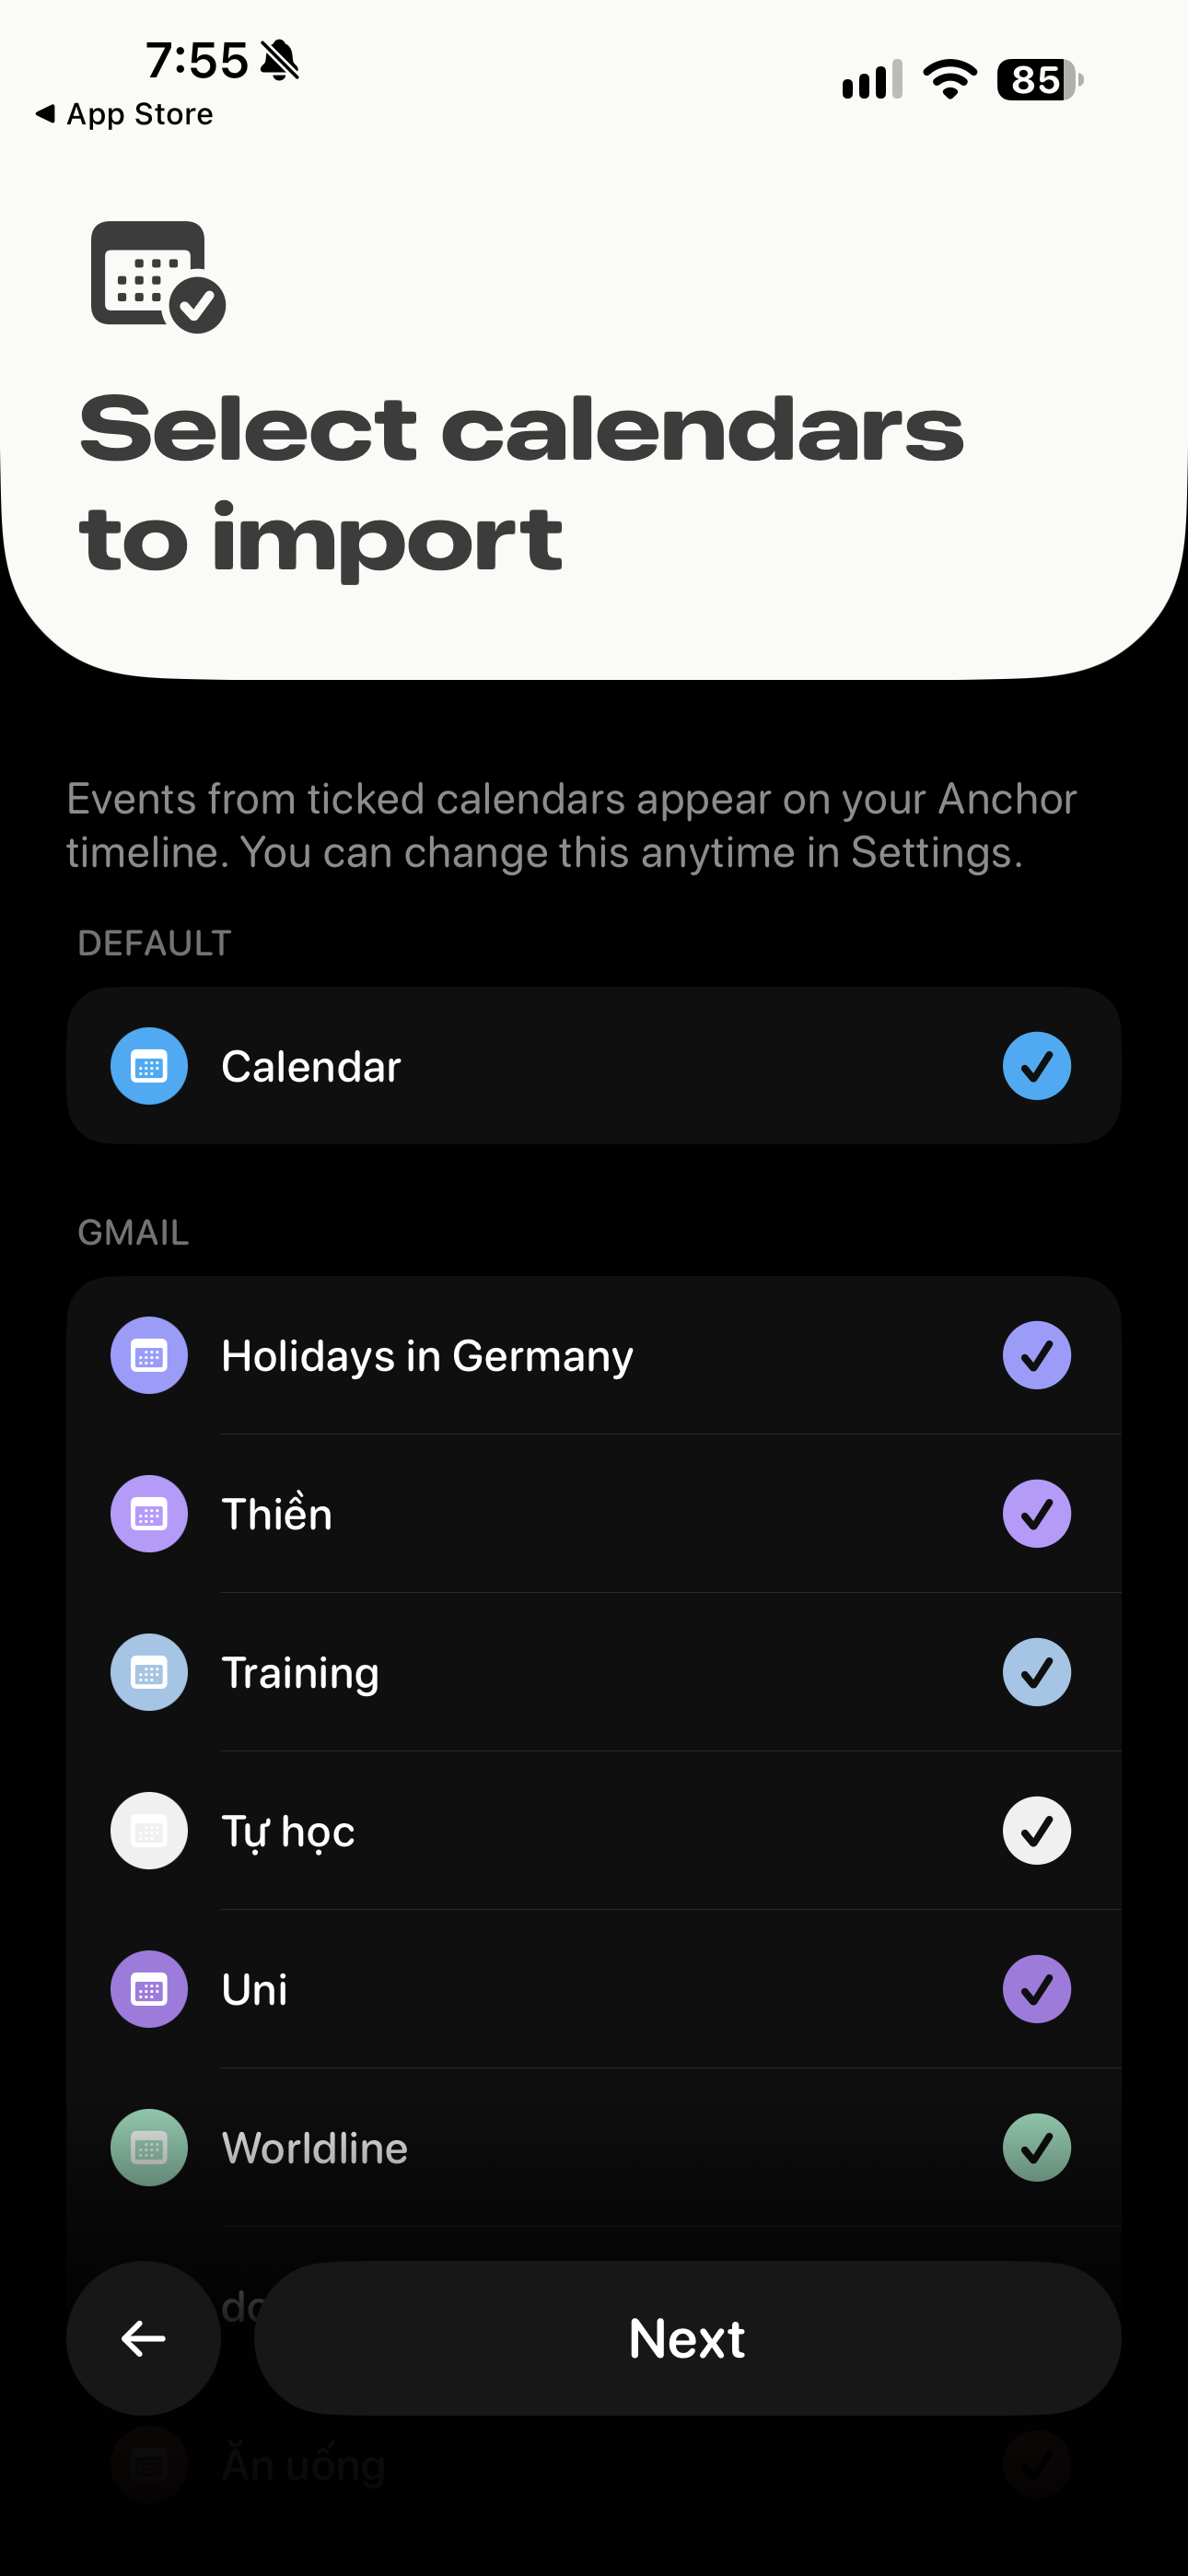 7:55
85
App Store
Select calendars
to import
Events from ticked calendars appear on your Anchor
timeline. You can change this anytime in Settings.
DEFAULT
Calendar
GMAIL
Holidays in Germany
Thiền
Training
Tự học
Uni
Worldline
Next
Ăn uống